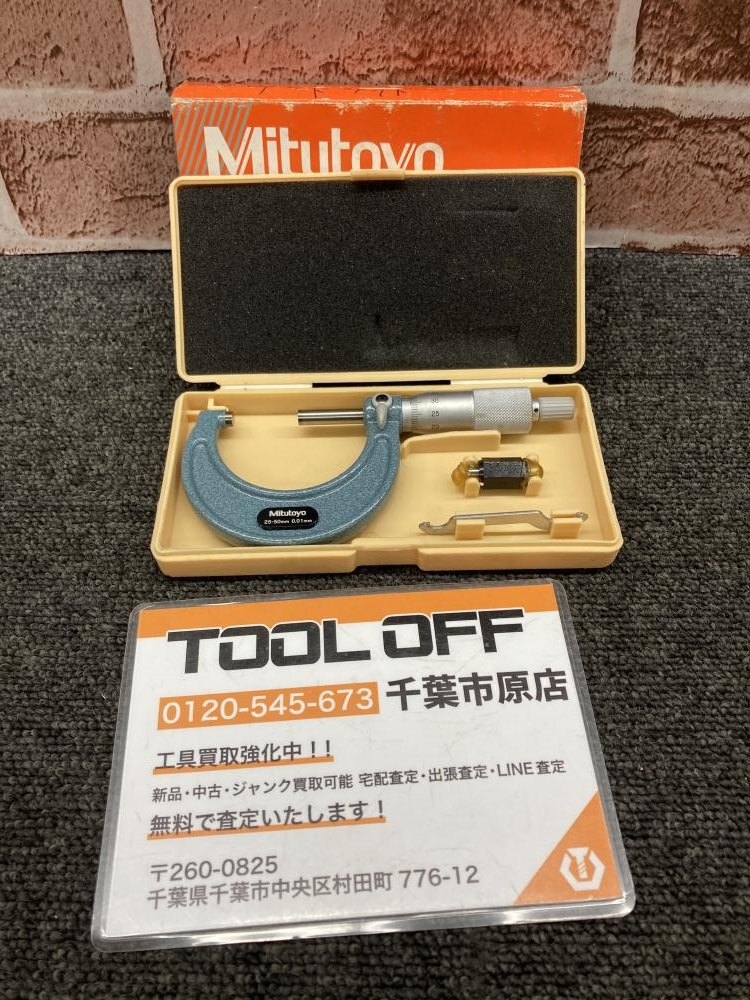 Mitutoyo
30
25
20
Mitutoyo
25-50mm 0.01mm
TOOL OFF
0120-545-673 千葉市原店
工具買取強化中！！
新品・中古・ジャンク買取可能 宅配査定・出張査定・LINE査定
無料で査定いたします！
〒260-0825
千葉県千葉市中央区村田町 776-12